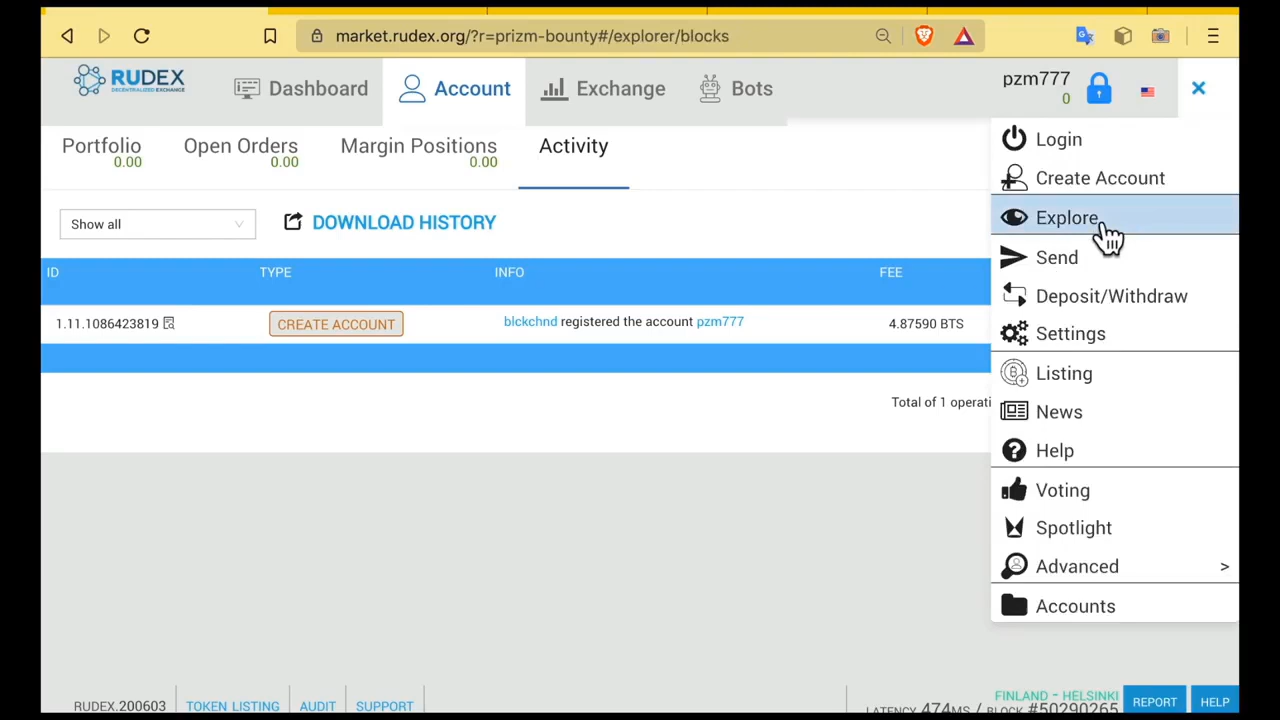 market.rudex.org/?r=prizm-bounty#/explorer/blocks
RUDEX
DECENTRALIZED EXCHANGE
Dashboard
Account
Exchange
Bots
pzm777
0
Portfolio
0.00
Open Orders
0.00
Margin Positions
0.00
Activity
Show all
DOWNLOAD HISTORY
ID TYPE INFO FEE
1.11.1086423819 CREATE ACCOUNT blckchnd registered the account pzm777 4.87590 BTS
Total of 1 operati
Login
Create Account
Explore
Send
Deposit/Withdraw
Settings
Listing
News
Help
Voting
Spotlight
Advanced >
Accounts
RUDEX.200603
TOKEN LISTING
AUDIT
SUPPORT
FINLAND - HELSINKI
LATENCY 474MS / BLOCK #50290265
REPORT
HELP